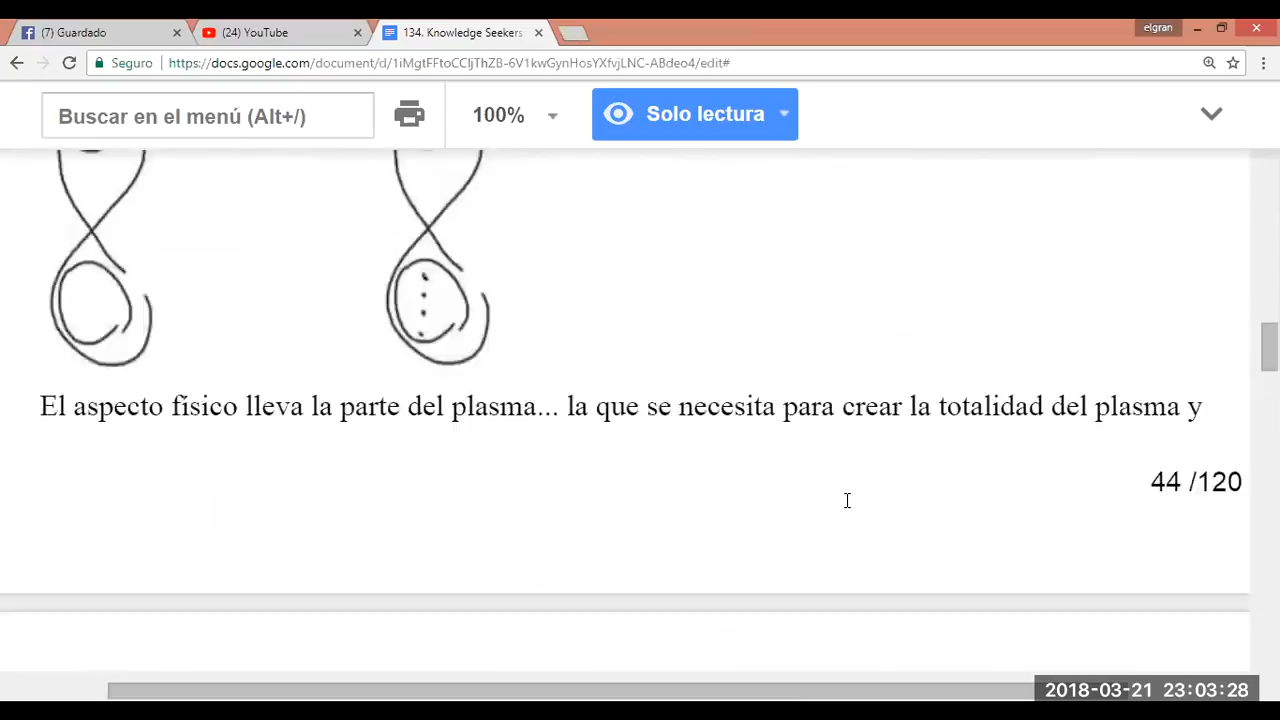 (7) Guardado
(24) YouTube
134. Knowledge Seekers
elgran
Seguro
https://docs.google.com/document/d/1iMgtFFtoCCIjThZB-6V1kwGynHosYXfvjLNC-ABdeo4/edit#
Buscar en el menú (Alt+/)
100%
Solo lectura
El aspecto físico lleva la parte del plasma... la que se necesita para crear la totalidad del plasma y
44 /120
2018-03-21 23:03:28